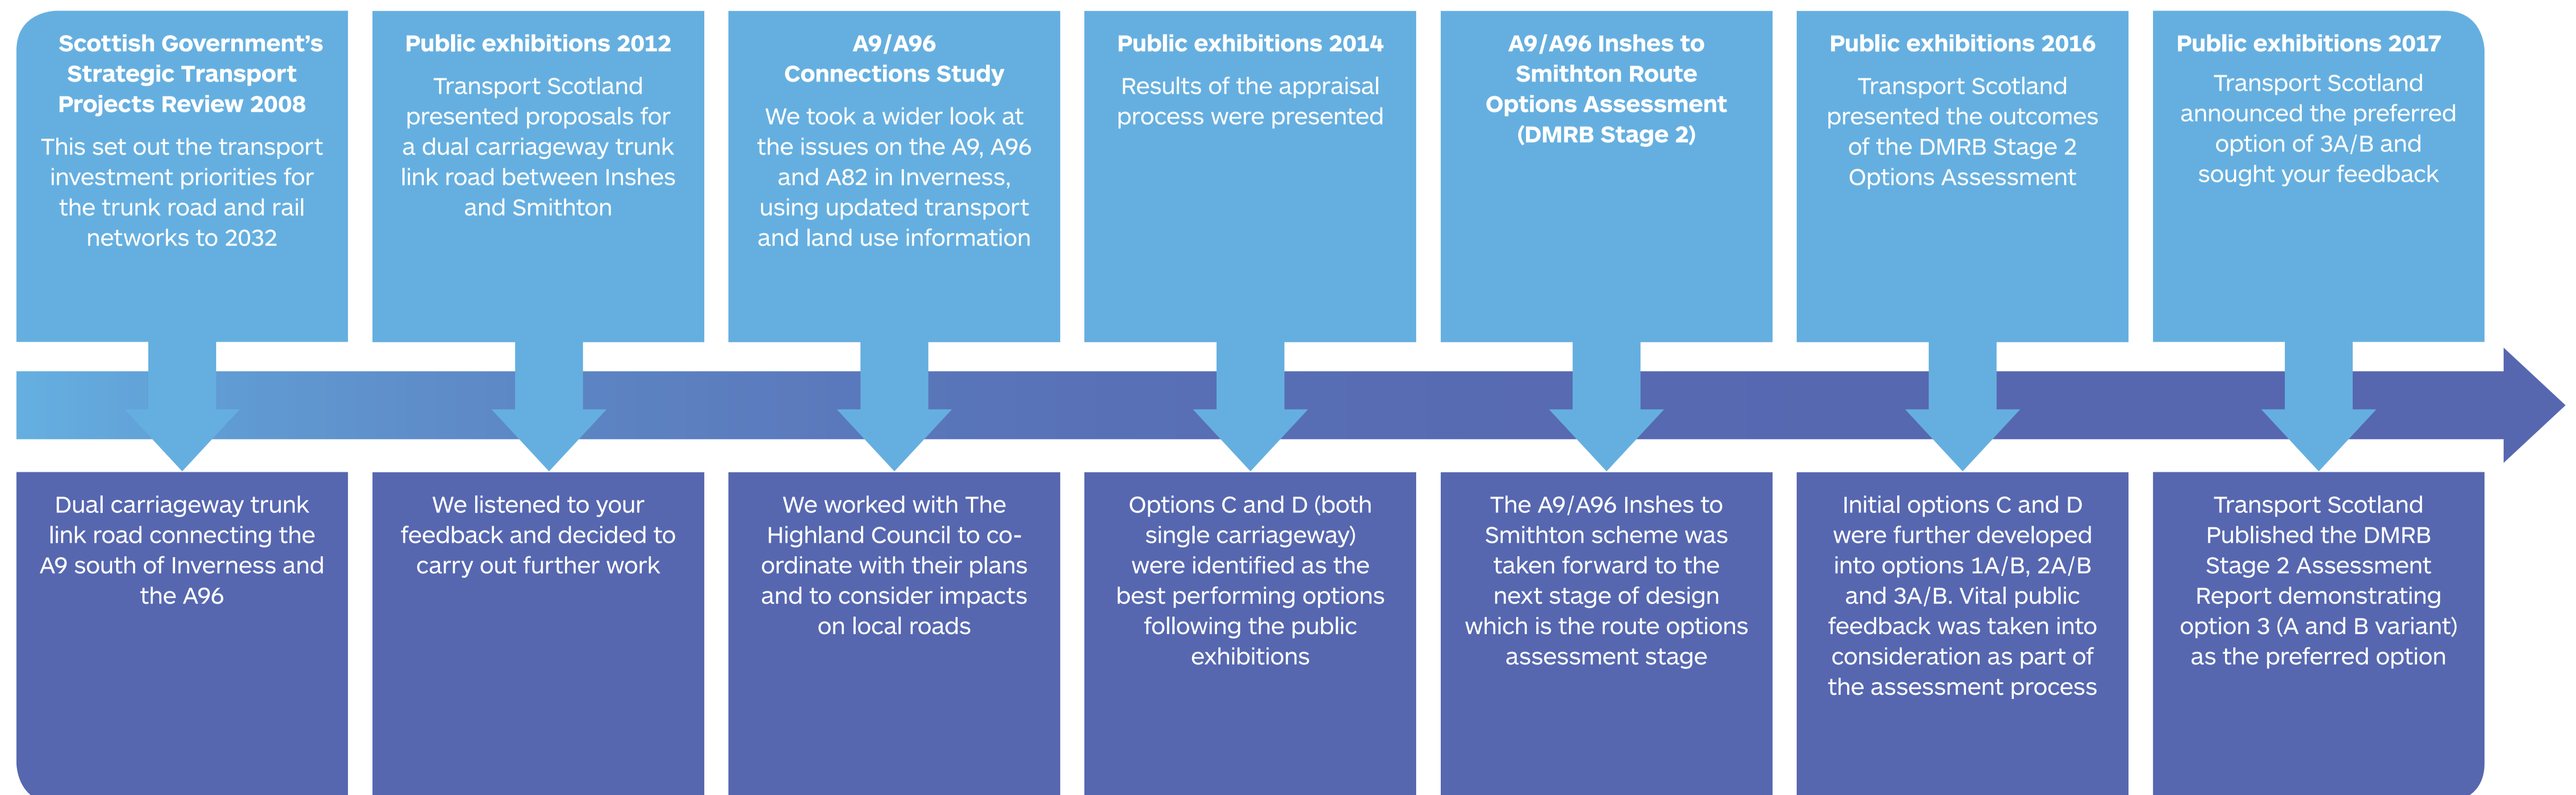 Scottish Government's
Strategic Transport
Projects Review 2008
This set out the transport
investment priorities for
the trunk road and rail
networks to 2032
Public exhibitions 2012
Transport Scotland
presented proposals for
a dual carriageway trunk
link road between Inshes
and Smithton
A9/A96
Connections Study
We took a wider look at
the issues on the A9, A96
and A82 in Inverness,
using updated transport
and land use information
Public exhibitions 2014
Results of the appraisal
process were presented
A9/A96 Inshes to
Smithton Route
Options Assessment
(DMRB Stage 2)
Public exhibitions 2016
Transport Scotland
presented the outcomes
of the DMRB Stage 2
Options Assessment
Public exhibitions 2017
Transport Scotland
announced the preferred
option of 3A/B and
sought your feedback
Dual carriageway trunk
link road connecting the
A9 south of Inverness and
the A96
We listened to your
feedback and decided to
carry out further work
We worked with The
Highland Council to co-
ordinate with their plans
and to consider impacts
on local roads
Options C and D (both
single carriageway)
were identified as the
best performing options
following the public
exhibitions
The A9/A96 Inshes to
Smithton scheme was
taken forward to the
next stage of design
which is the route options
assessment stage
Initial options C and D
were further developed
into options 1A/B, 2A/B
and 3A/B. Vital public
feedback was taken into
consideration as part of
the assessment process
Transport Scotland
Published the DMRB
Stage 2 Assessment
Report demonstrating
option 3 (A and B variant)
as the preferred option